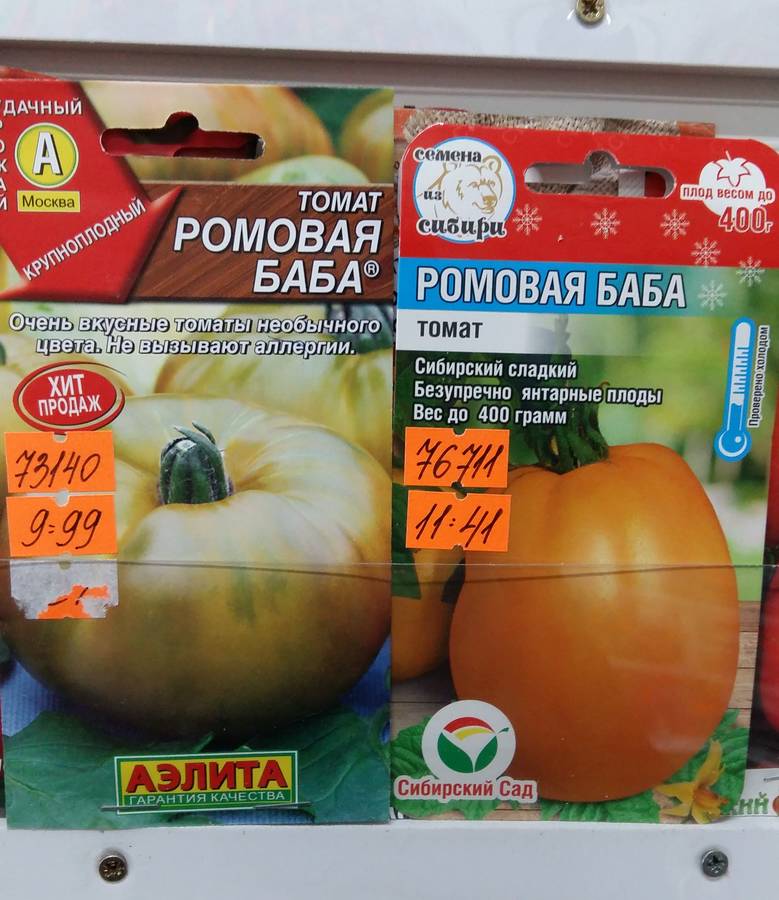 УДАЧНЫЙ
УРОЖАЙ
А
Москва
КРУПНОПЛОДНЫЙ
ТОМАТ
РОМОВАЯ
БАБА®
Очень вкусные томаты необычного
цвета. Не вызывают аллергии.
ХИТ
ПРОДАЖ
73140
9=99
АЭЛИТА
ГАРАНТИЯ КАЧЕСТВА
семена
из
сибири
плод весом до
400г
РОМОВАЯ БАБА
томат
Сибирский сладкий
Безупречно янтарные плоды
Вес до 400 грамм
Проверено холодом
76711
11=41
Сибирский Сад